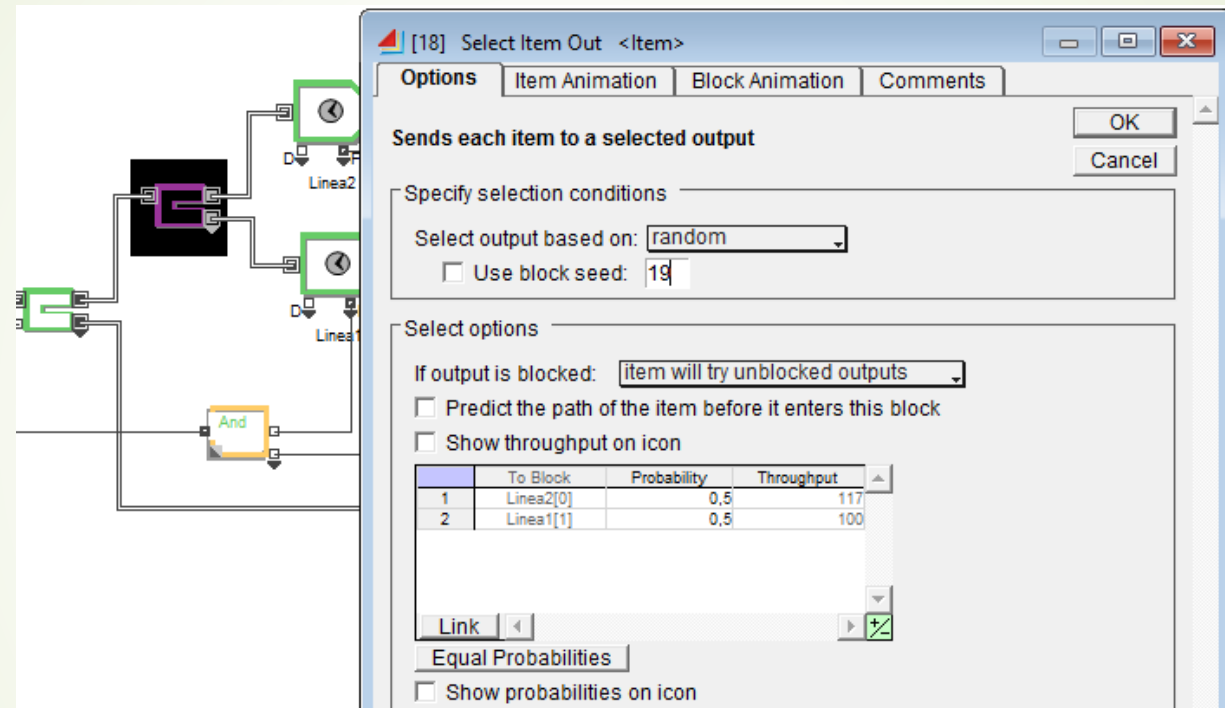 [18] Select Item Out <Item>
Options Item Animation Block Animation Comments
Sends each item to a selected output
OK
Cancel
Specify selection conditions
Select output based on: random
Use block seed: 19
Select options
If output is blocked: item will try unblocked outputs
Predict the path of the item before it enters this block
Show throughput on icon
To Block Probability Throughput
1 Linea2[0] 0,5 117
2 Linea1[1] 0,5 100
Link
Equal Probabilities
Show probabilities on icon
D F
Linea2
D
Linea1
And